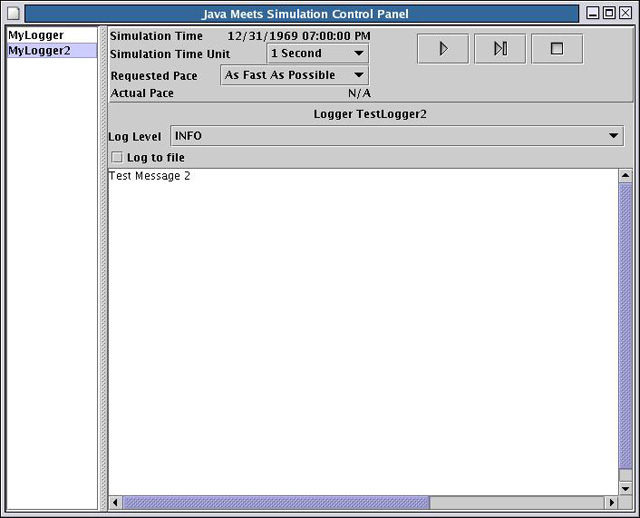 Java Meets Simulation Control Panel
MyLogger
MyLogger2
Simulation Time 12/31/1969 07:00:00 PM
Simulation Time Unit 1 Second
Requested Pace As Fast As Possible
Actual Pace N/A
Logger TestLogger2
Log Level INFO
Log to file
Test Message 2